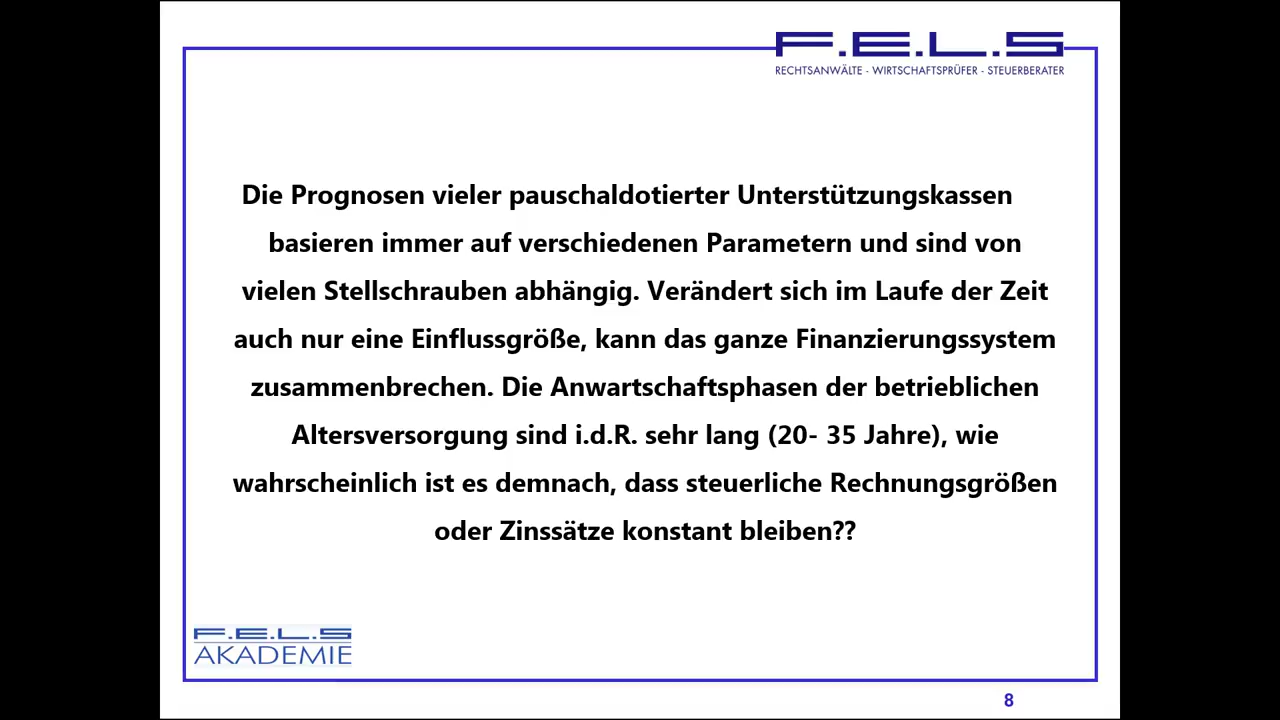 F.E.L.S
RECHTSANWÄLTE - WIRTSCHAFTSPRÜFER - STEUERBERATER
Die Prognosen vieler pauschaldotierter Unterstützungskassen
basieren immer auf verschiedenen Parametern und sind von
vielen Stellschrauben abhängig. Verändert sich im Laufe der Zeit
auch nur eine Einflussgröße, kann das ganze Finanzierungssystem
zusammenbrechen. Die Anwartschaftsphasen der betrieblichen
Altersversorgung sind i.d.R. sehr lang (20- 35 Jahre), wie
wahrscheinlich ist es demnach, dass steuerliche Rechnungsgrößen
oder Zinssätze konstant bleiben??
F.E.L.S
AKADEMIE
8